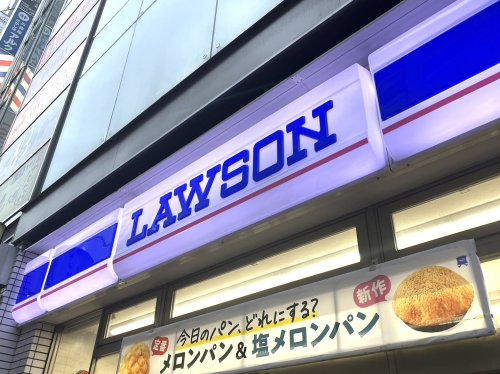 LAWSON
今日のパン、どれにする?
定番
メロンパン & 塩メロンパン
新作